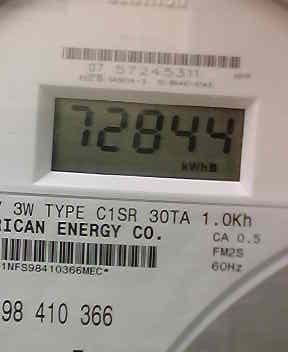 07 57245311
72844
kWh
3W TYPE C1SR 30TA 1.0Kh
RICAN ENERGY CO.
CA 0.5
FM2S
60Hz
1NFS98410366MEC*
98 410 366